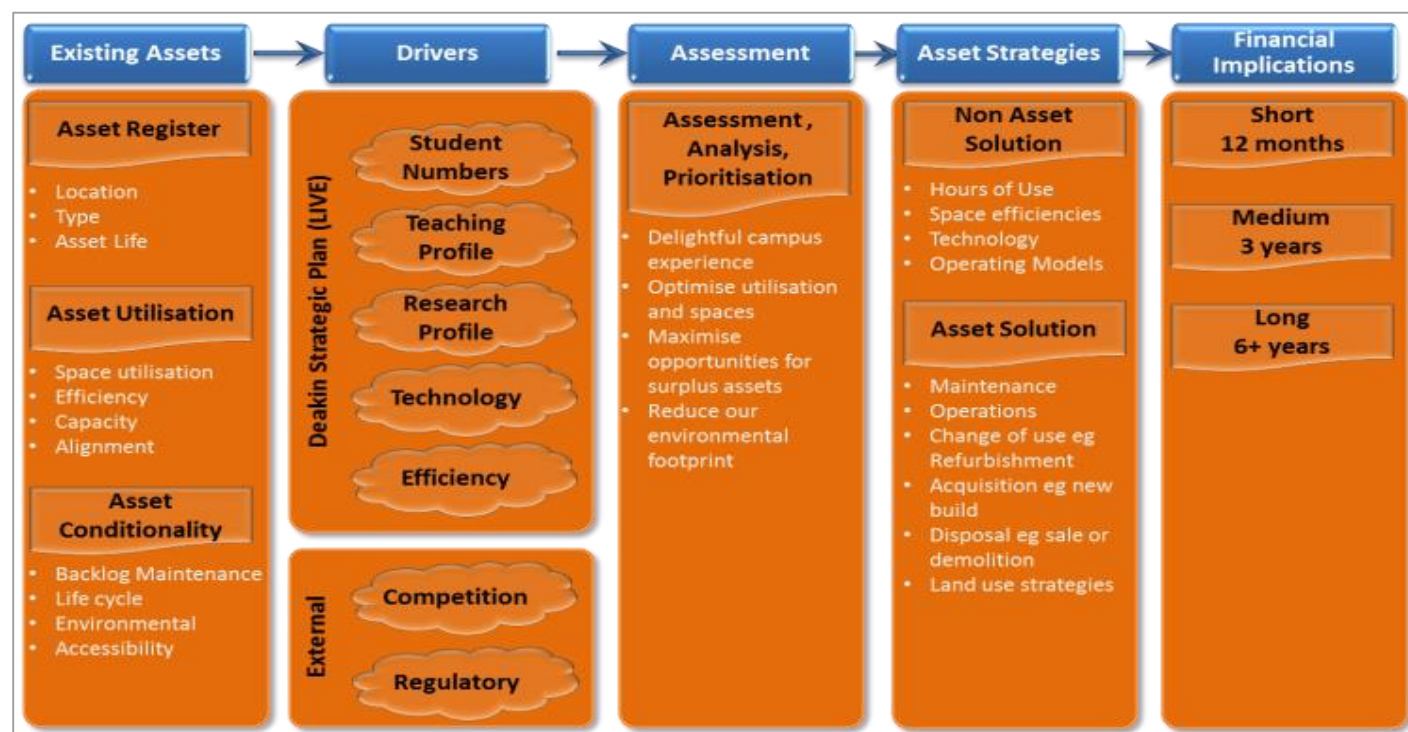 Existing Assets
Drivers
Assessment
Asset Strategies
Financial
Implications
Asset Register
• Location
• Type
• Asset Life
Asset Utilisation
• Space utilisation
• Efficiency
• Capacity
• Alignment
Asset
Conditionality
• Backlog Maintenance
• Life cycle
• Environmental
• Accessibility
Deakin Strategic Plan (LIVE)
Student
Numbers
Teaching
Profile
Research
Profile
Technology
Efficiency
External
Competition
Regulatory
Assessment ,
Analysis,
Prioritisation
• Delightful campus
experience
• Optimise utilisation
and spaces
• Maximise
opportunities for
surplus assets
• Reduce our
environmental
footprint
Non Asset
Solution
• Hours of Use
• Space efficiencies
• Technology
• Operating Models
Asset Solution
• Maintenance
• Operations
• Change of use eg
Refurbishment
• Acquisition eg new
build
• Disposal eg sale or
demolition
• Land use strategies
Short
12 months
Medium
3 years
Long
6+ years